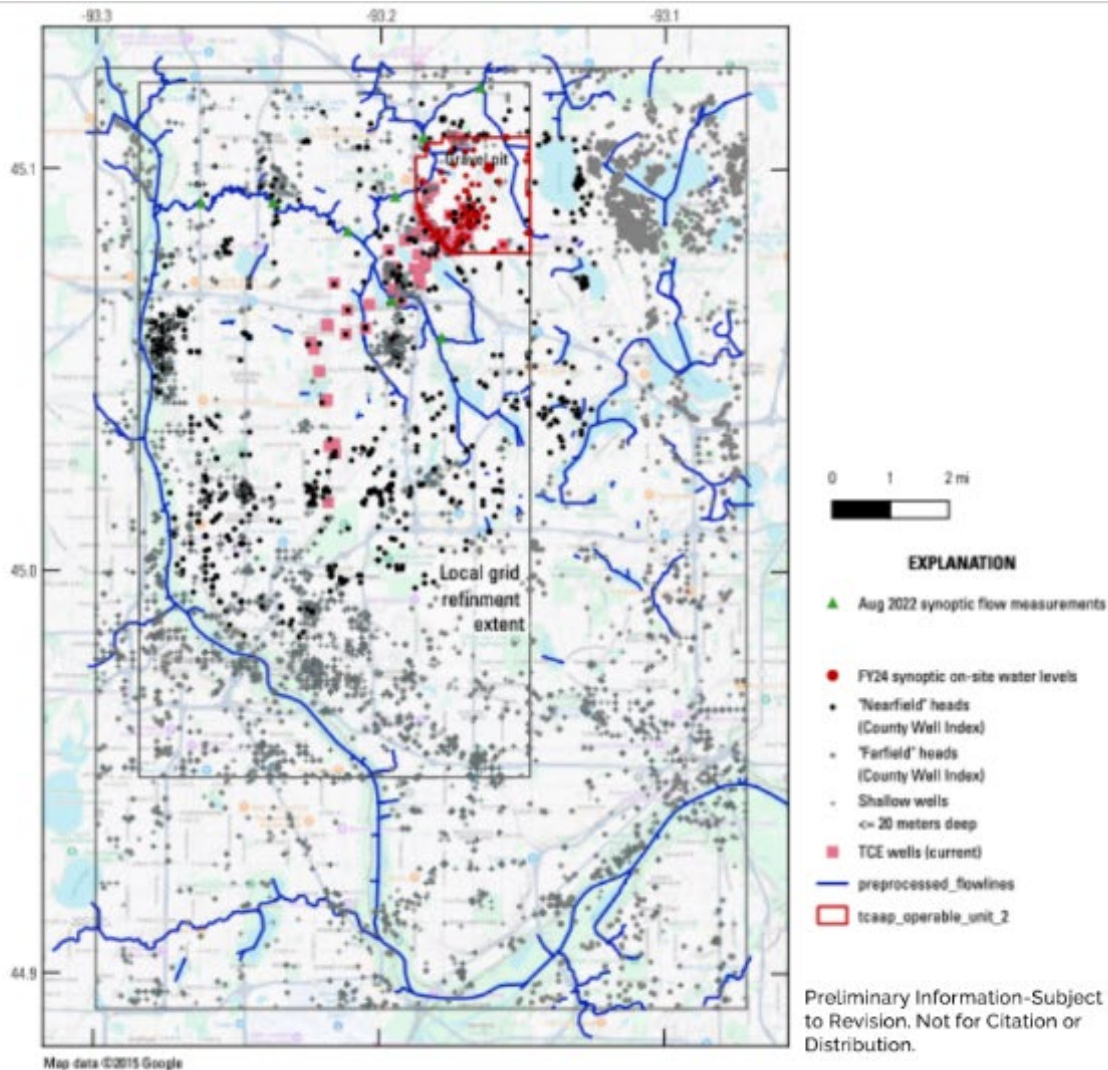 -93.3
-93.2
-93.1
45.1
Gravel pit
45.0
Local grid
refinment
extent
44.9
Map data ©2015 Google
0 1 2 mi
EXPLANATION
Aug 2022 synoptic flow measurements
FY24 synoptic on-site water levels
"Nearfield" heads
(County Well Index)
"Farfield" heads
(County Well Index)
Shallow wells
<= 20 meters deep
TCE wells (current)
preprocessed_flowlines
tcaap_operable_unit_2
Preliminary Information-Subject
to Revision. Not for Citation or
Distribution.